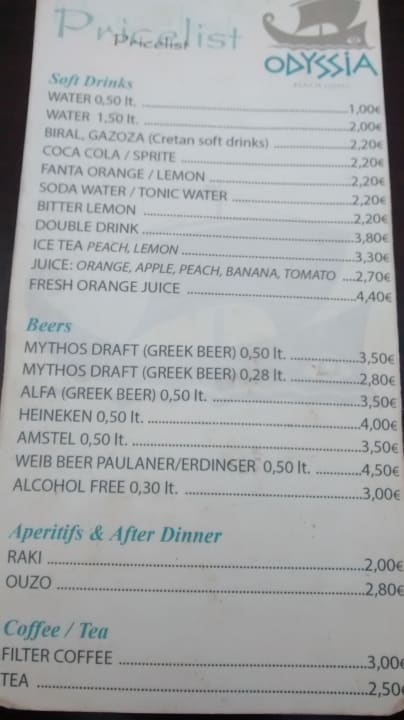 Pricelist
Pricelist
ODYSSIA
Soft Drinks
WATER 0,50 lt. ........ 1,00€
WATER 1,50 lt. ........ 2,00€
BIRAL, GAZOZA (Cretan soft drinks) ........ 2,20€
COCA COLA / SPRITE ........ 2,20€
FANTA ORANGE / LEMON ........ 2,20€
SODA WATER / TONIC WATER ........ 2,20€
BITTER LEMON ........ 2,20€
DOUBLE DRINK ........ 3,80€
ICE TEA PEACH, LEMON ........ 3,30€
JUICE: ORANGE, APPLE, PEACH, BANANA, TOMATO .... 2,70€
FRESH ORANGE JUICE ........ 4,40€
Beers
MYTHOS DRAFT (GREEK BEER) 0,50 lt. ........ 3,50€
MYTHOS DRAFT (GREEK BEER) 0,28 lt. ........ 2,80€
ALFA (GREEK BEER) 0,50 lt. ........ 3,50€
HEINEKEN 0,50 lt. ........ 4,00€
AMSTEL 0,50 lt. ........ 3,50€
WEIB BEER PAULANER/ERDINGER 0,50 lt. ........ 4,50€
ALCOHOL FREE 0,30 lt. ........ 3,00€
Aperitifs & After Dinner
RAKI ........ 2,00€
OUZO ........ 2,80€
Coffee / Tea
FILTER COFFEE ........ 3,00€
TEA ........ 2,50€